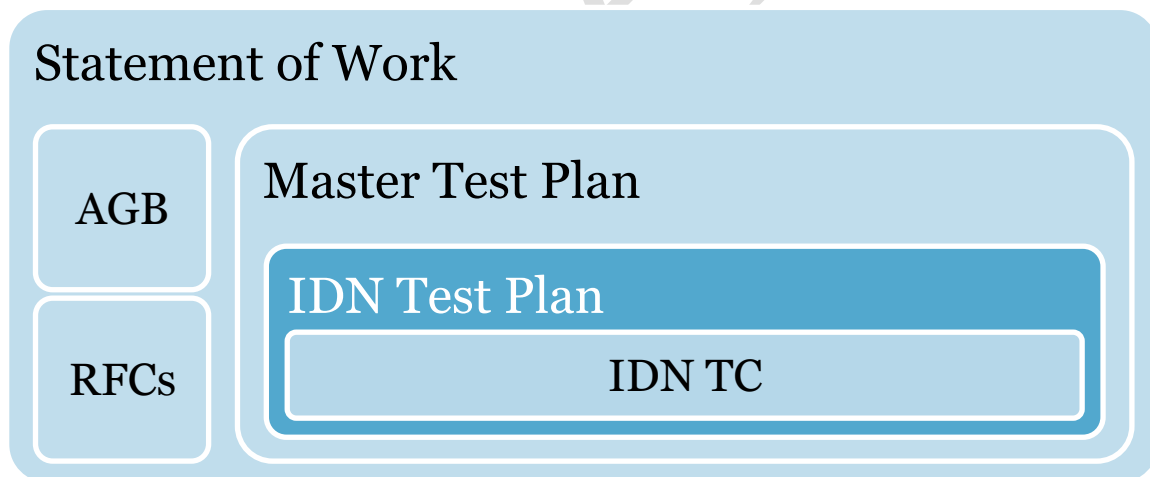 Statement of Work
AGB
RFCs
Master Test Plan
IDN Test Plan
IDN TC